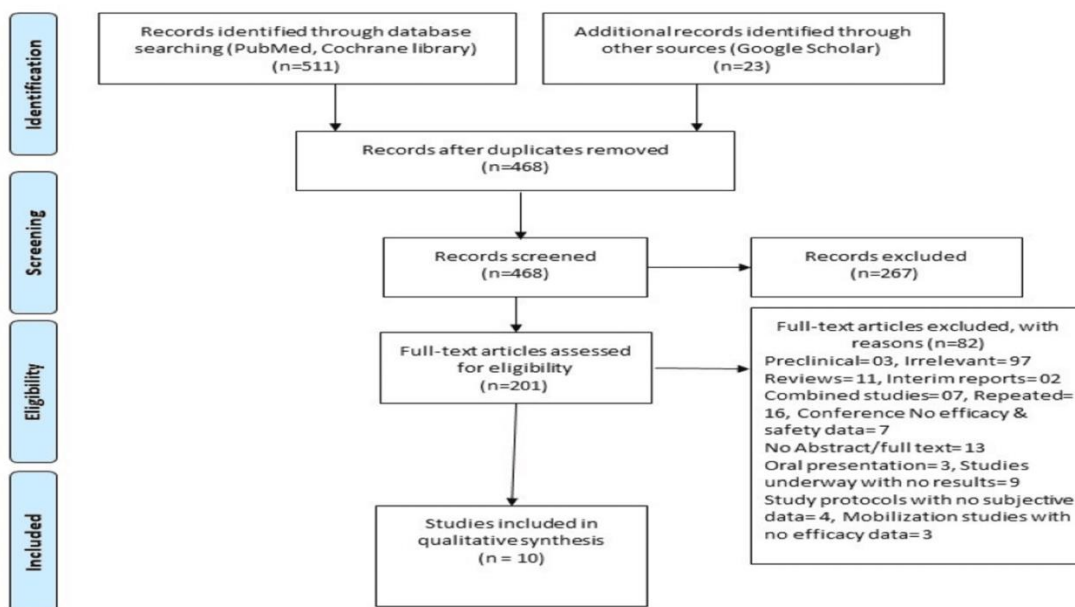 Identification
Records identified through database
searching (PubMed, Cochrane library)
(n=511)
Additional records identified through
other sources (Google Scholar)
(n=23)
Records after duplicates removed
(n=468)
Screening
Records screened
(n=468)
Records excluded
(n=267)
Eligibility
Full-text articles assessed
for eligibility
(n=201)
Full-text articles excluded, with
reasons (n=82)
Preclinical=03, Irrelevant=97
Reviews=11, Interim reports=02
Combined studies=07, Repeated=
16, Conference No efficacy &
safety data=7
No Abstract/full text=13
Oral presentation=3, Studies
underway with no results=9
Study protocols with no subjective
data=4, Mobilization studies with
no efficacy data=3
Included
Studies included in
qualitative synthesis
(n = 10)